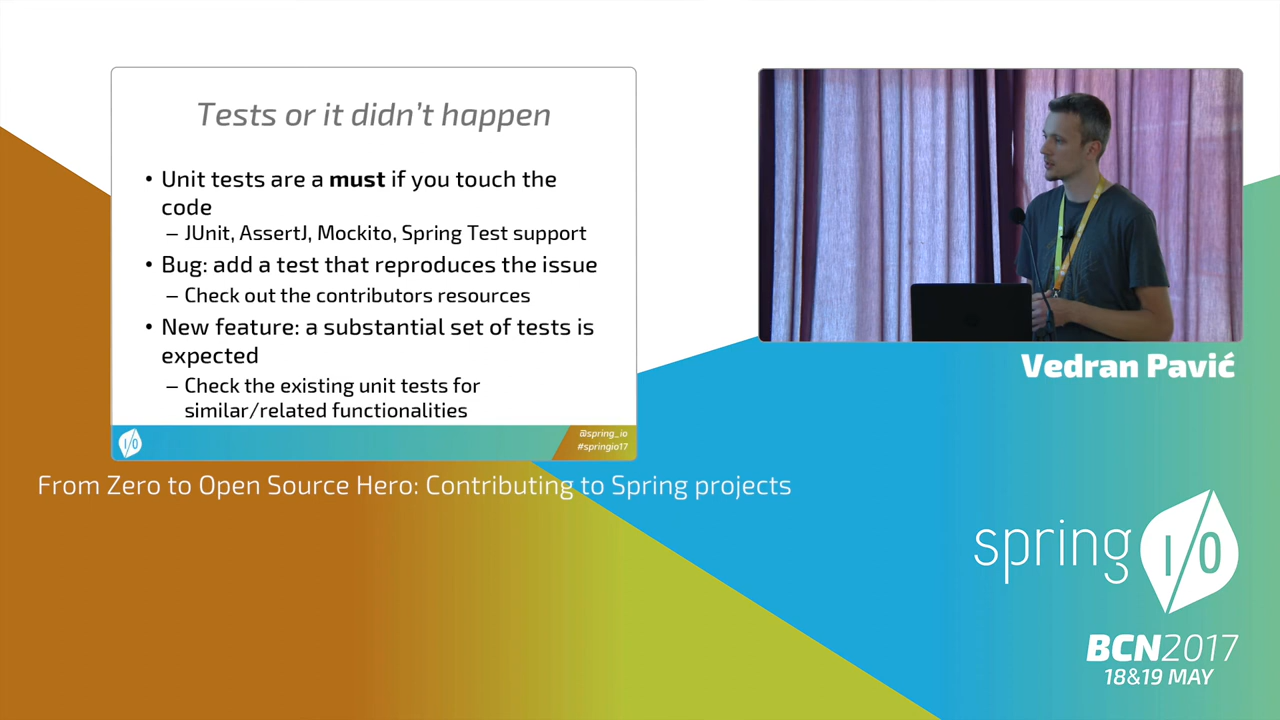 Tests or it didn't happen
• Unit tests are a must if you touch the
code
– JUnit, AssertJ, Mockito, Spring Test support
• Bug: add a test that reproduces the issue
– Check out the contributors resources
• New feature: a substantial set of tests is
expected
– Check the existing unit tests for
similar/related functionalities
I/O
@spring_io
#springio17
Vedran Pavić
From Zero to Open Source Hero: Contributing to Spring projects
spring I/O
BCN2017
18&19 MAY